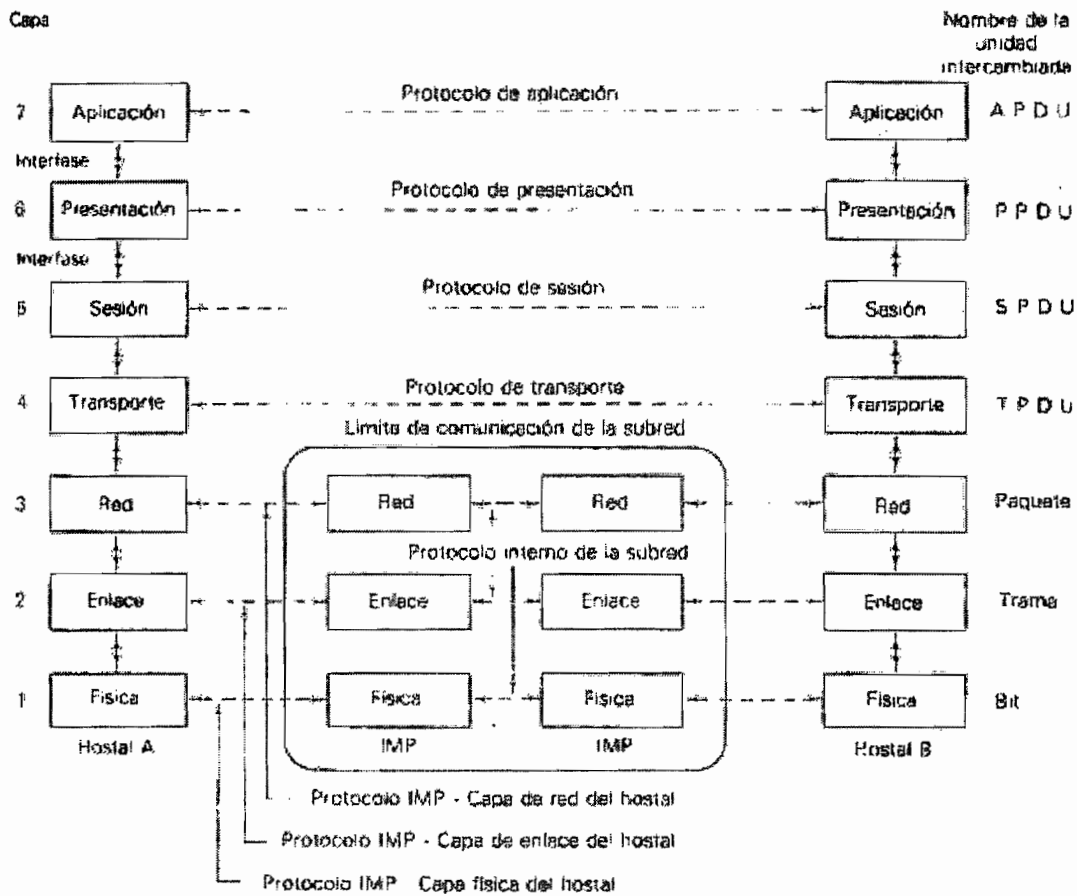 Capa
Nombre de la
unidad
intercambiada
7 Aplicación Protocolo de aplicación Aplicación A P D U
Interfase
6 Presentación Protocolo de presentación Presentación P P D U
Interfase
5 Sesión Protocolo de sesión Sesión S P D U
4 Transporte Protocolo de transporte Transporte T P D U
Límite de comunicación de la subred
3 Red Red Red Red Paquete
Protocolo interno de la subred
2 Enlace Enlace Enlace Enlace Trama
1 Física Física Física Física Bit
Hostal A IMP IMP Hostal B
Protocolo IMP - Capa de red del hostal
Protocolo IMP - Capa de enlace del hostal
Protocolo IMP Capa física del hostal